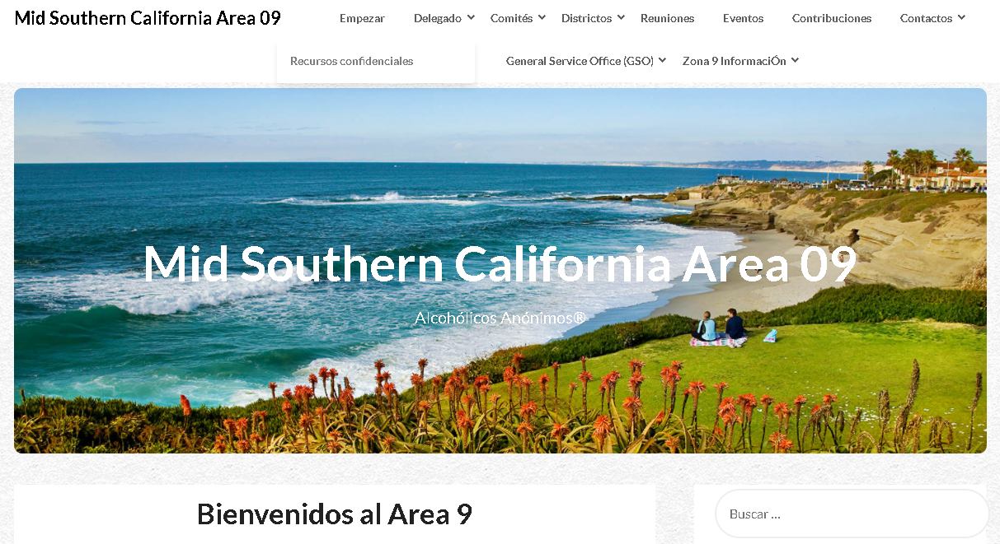 Mid Southern California Area 09
Empezar Delegado Comités Districtos Reuniones Eventos Contribuciones Contactos
Recursos confidenciales General Service Office (GSO) Zona 9 InformaciÓn
Mid Southern California Area 09
Alcohólicos Anónimos®
Bienvenidos al Area 9
Buscar ...